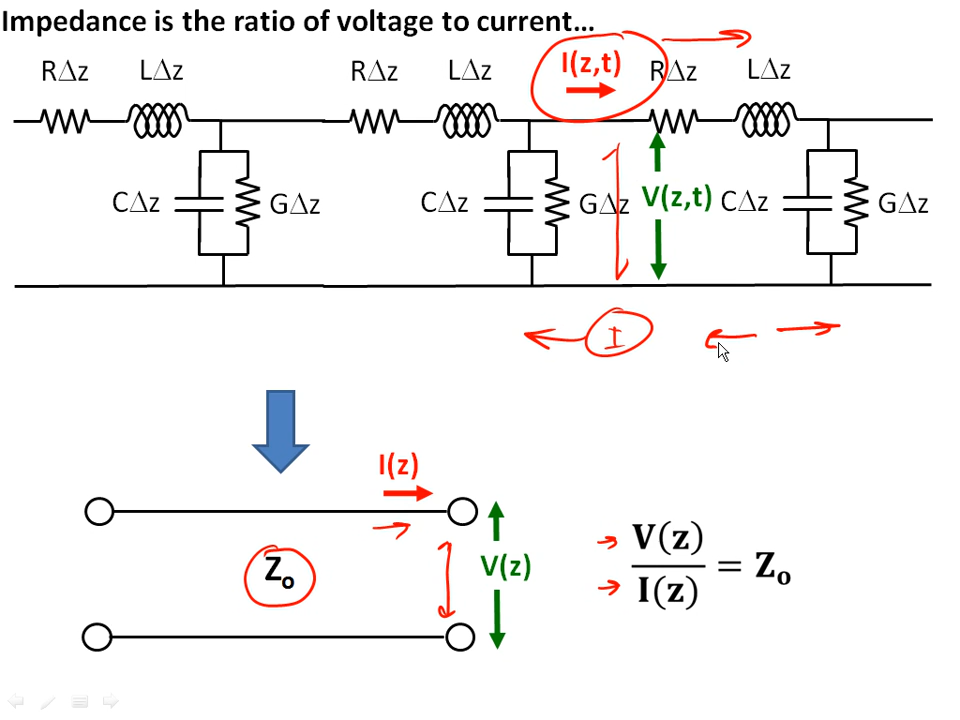 Impedance is the ratio of voltage to current…
RΔz LΔz RΔz LΔz I(z,t) RΔz LΔz
CΔz GΔz CΔz GΔz V(z,t) CΔz GΔz
I
I(z)
Zo V(z)
V(z)
I(z)
= Zo